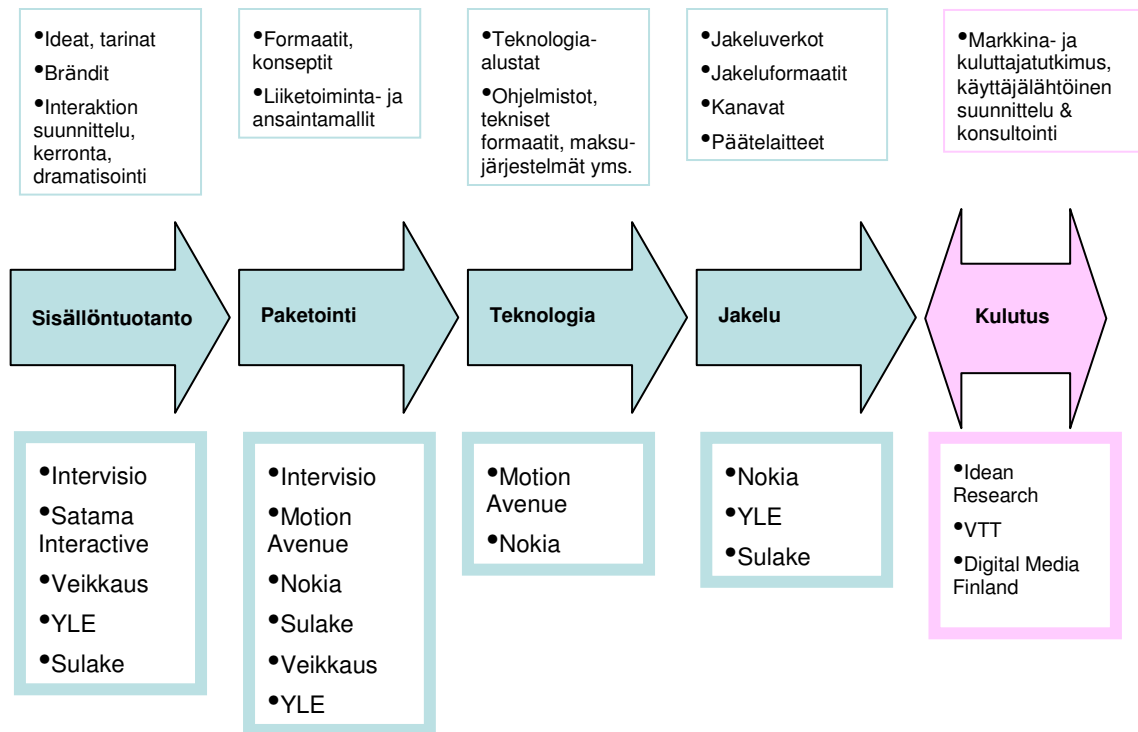 •Ideat, tarinat
•Brändit
•Interaktion
suunnittelu,
kerronta,
dramatisointi
•Formaatit,
konseptit
•Liiketoiminta- ja
ansaintamallit
•Teknologia-
alustat
•Ohjelmistot,
tekniset
formaatit, maksu-
järjestelmät yms.
•Jakeluverkot
•Jakeluformaatit
•Kanavat
•Päätelaitteet
•Markkina- ja
kuluttajatutkimus,
käyttäjälähtöinen
suunnittelu &
konsultointi
Sisällöntuotanto
Paketointi
Teknologia
Jakelu
Kulutus
•Intervisio
•Satama
Interactive
•Veikkaus
•YLE
•Sulake
•Intervisio
•Motion
Avenue
•Nokia
•Sulake
•Veikkaus
•YLE
•Motion
Avenue
•Nokia
•Nokia
•YLE
•Sulake
•Idean
Research
•VTT
•Digital Media
Finland